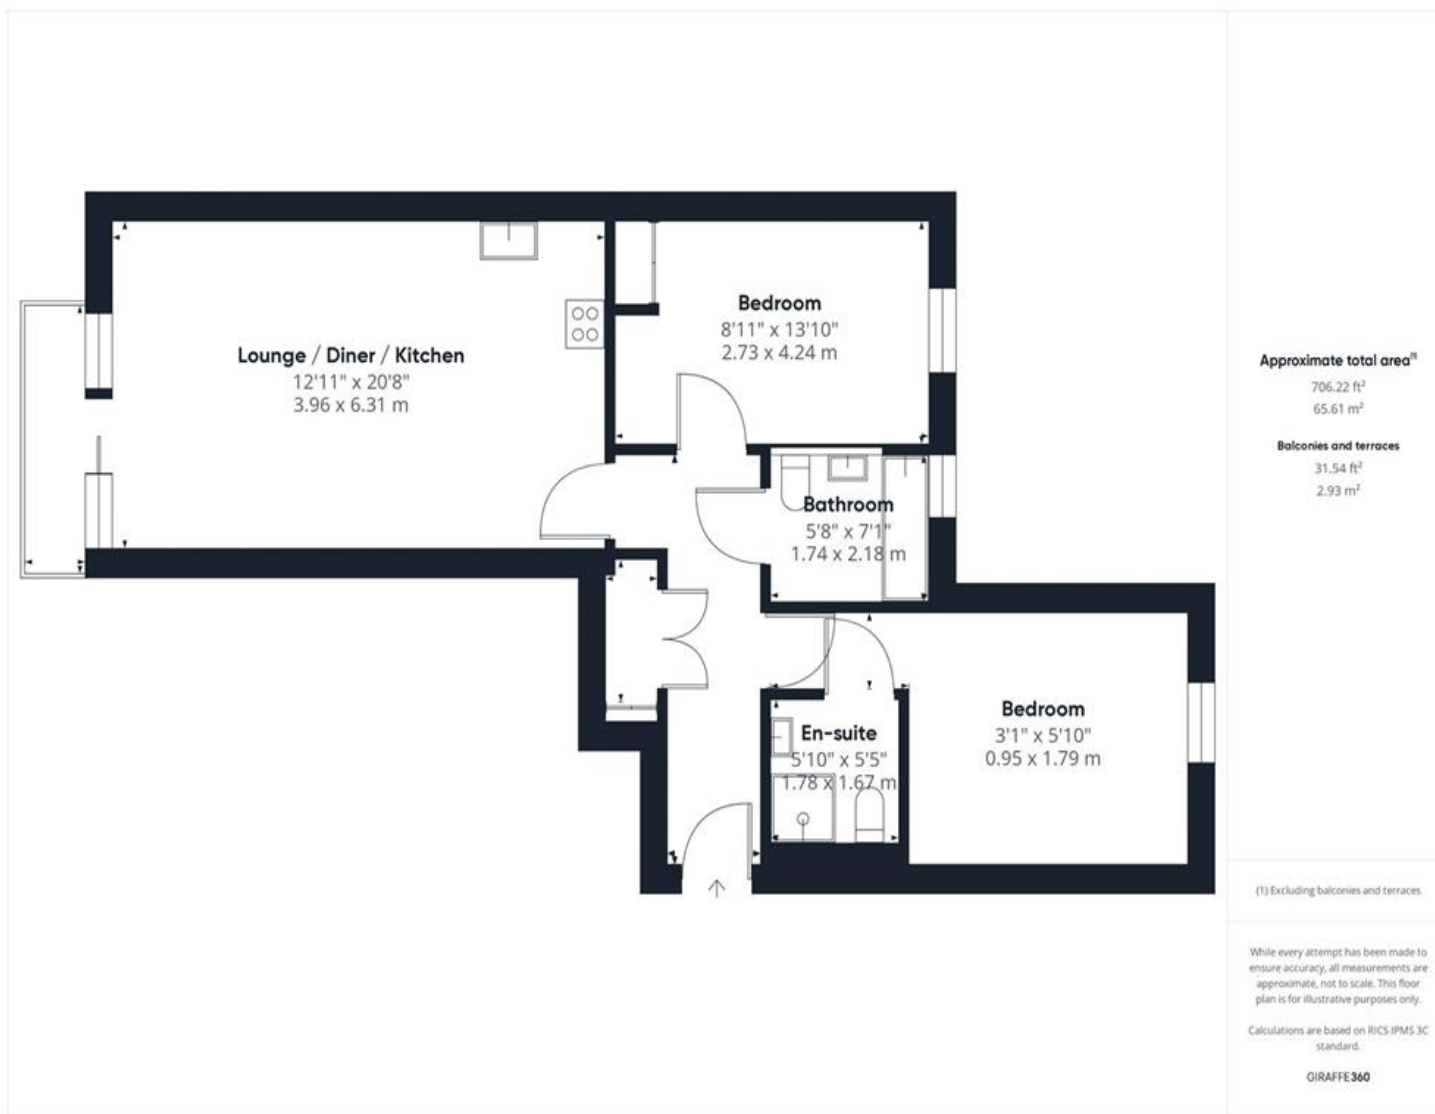 Lounge / Diner / Kitchen
12'11" x 20'8"
3.96 x 6.31 m
Bedroom
8'11" x 13'10"
2.73 x 4.24 m
Bathroom
5'8" x 7'1"
1.74 x 2.18 m
En-suite
5'10" x 5'5"
1.78 x 1.67 m
Bedroom
3'1" x 5'10"
0.95 x 1.79 m
Approximate total area⁽¹⁾
706.22 ft²
65.61 m²
Balconies and terraces
31.54 ft²
2.93 m²
(1) Excluding balconies and terraces
While every attempt has been made to
ensure accuracy, all measurements are
approximate, not to scale. This floor
plan is for illustrative purposes only.
Calculations are based on RICS IPMS 3C
standard.
GIRAFFE360